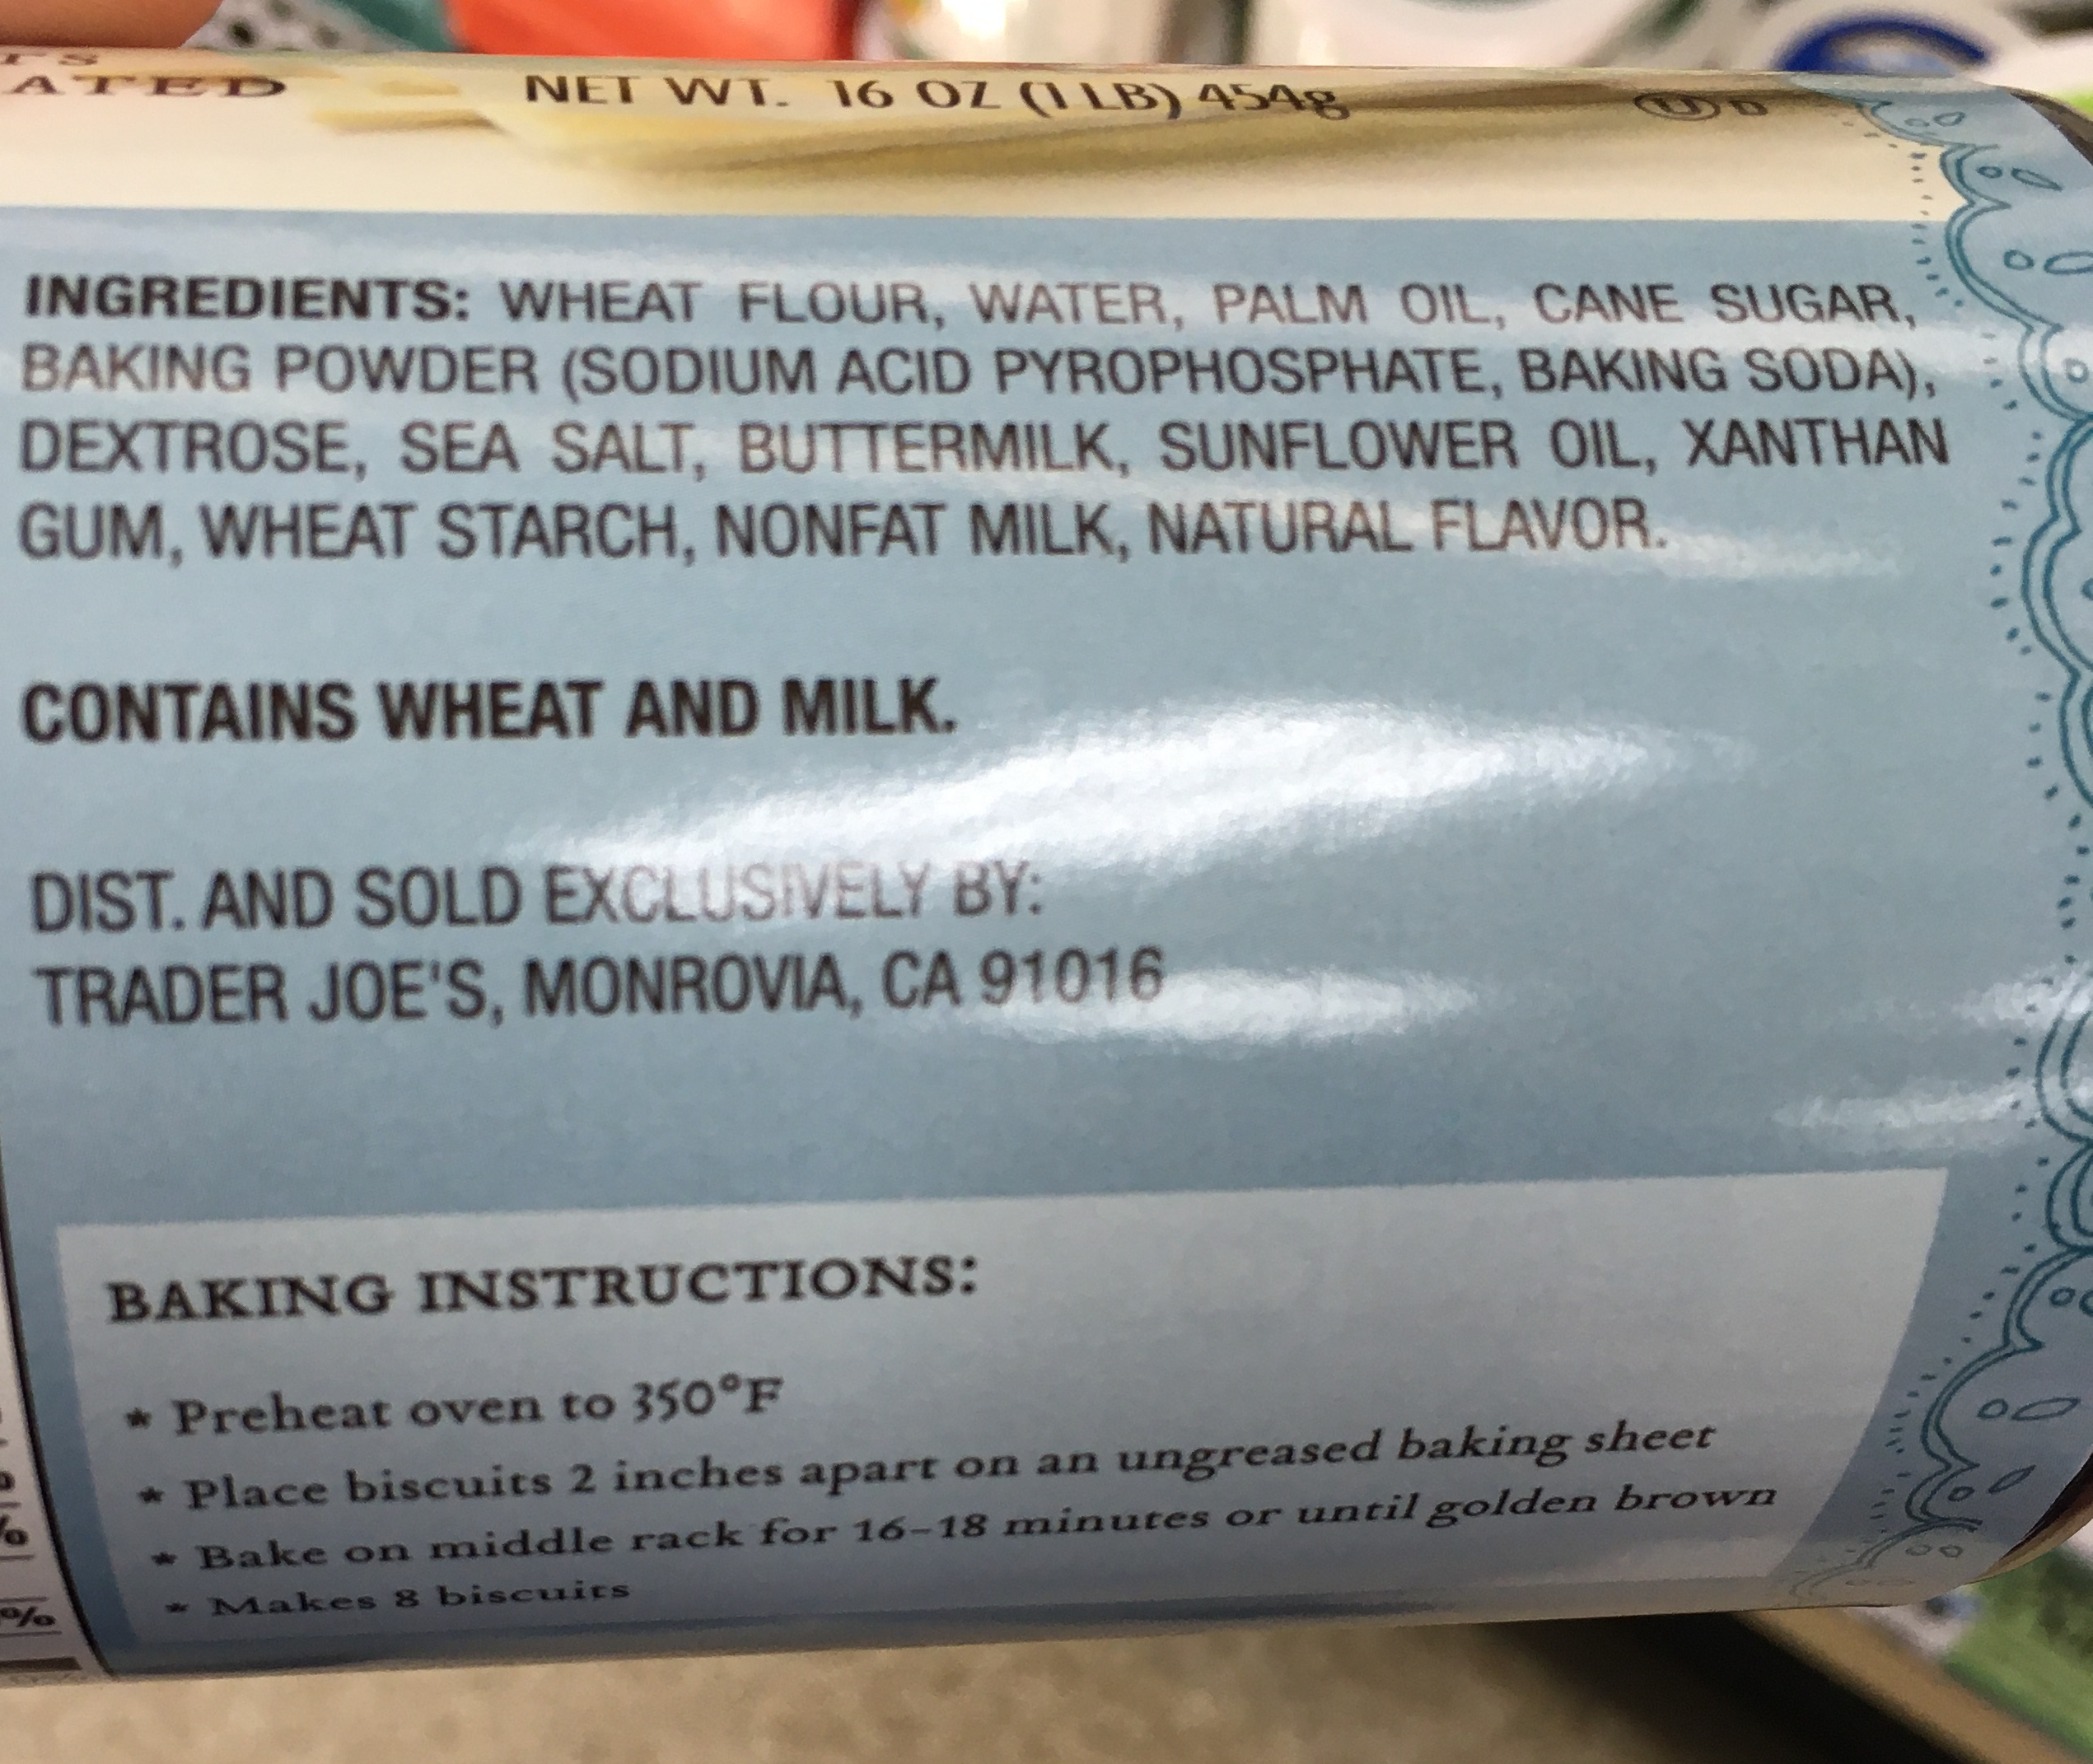 ATED
NET WT. 16 OZ (1 LB) 454g
U D
INGREDIENTS: WHEAT FLOUR, WATER, PALM OIL, CANE SUGAR,
BAKING POWDER (SODIUM ACID PYROPHOSPHATE, BAKING SODA),
DEXTROSE, SEA SALT, BUTTERMILK, SUNFLOWER OIL, XANTHAN
GUM, WHEAT STARCH, NONFAT MILK, NATURAL FLAVOR.
CONTAINS WHEAT AND MILK.
DIST. AND SOLD EXCLUSIVELY BY:
TRADER JOE'S, MONROVIA, CA 91016
BAKING INSTRUCTIONS:
* Preheat oven to 350°F
* Place biscuits 2 inches apart on an ungreased baking sheet
* Bake on middle rack for 16-18 minutes or until golden brown
* Makes 8 biscuits
%
%